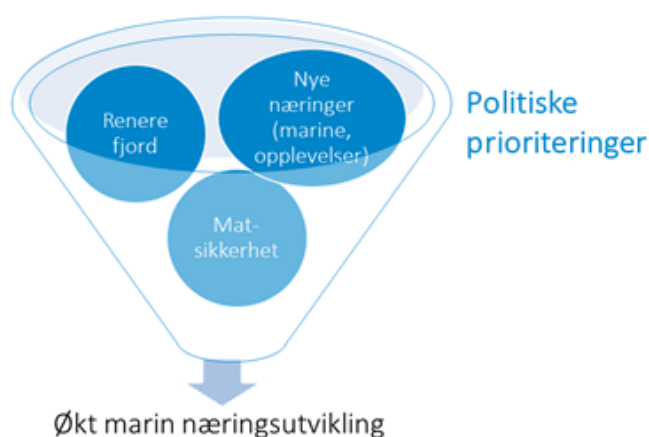 Renere
fjord
Nye
næringer
(marine,
opplevelser)
Mat-
sikkerhet
Politiske
prioriteringer
Økt marin næringsutvikling